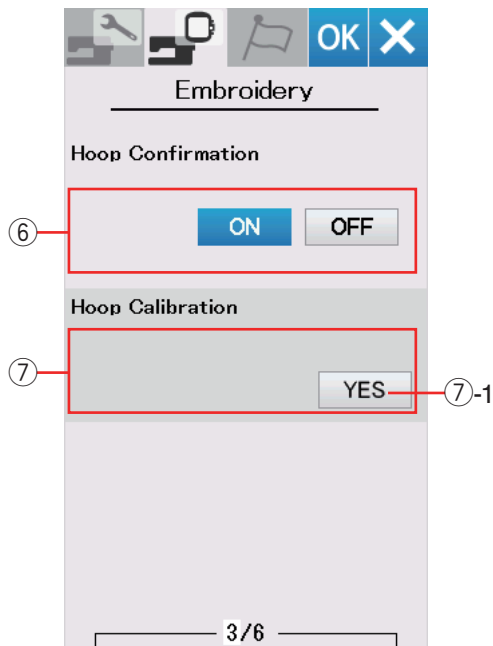 OK
Embroidery
Hoop Confirmation
⑥ ON OFF
Hoop Calibration
⑦ YES ⑦-1
3/6